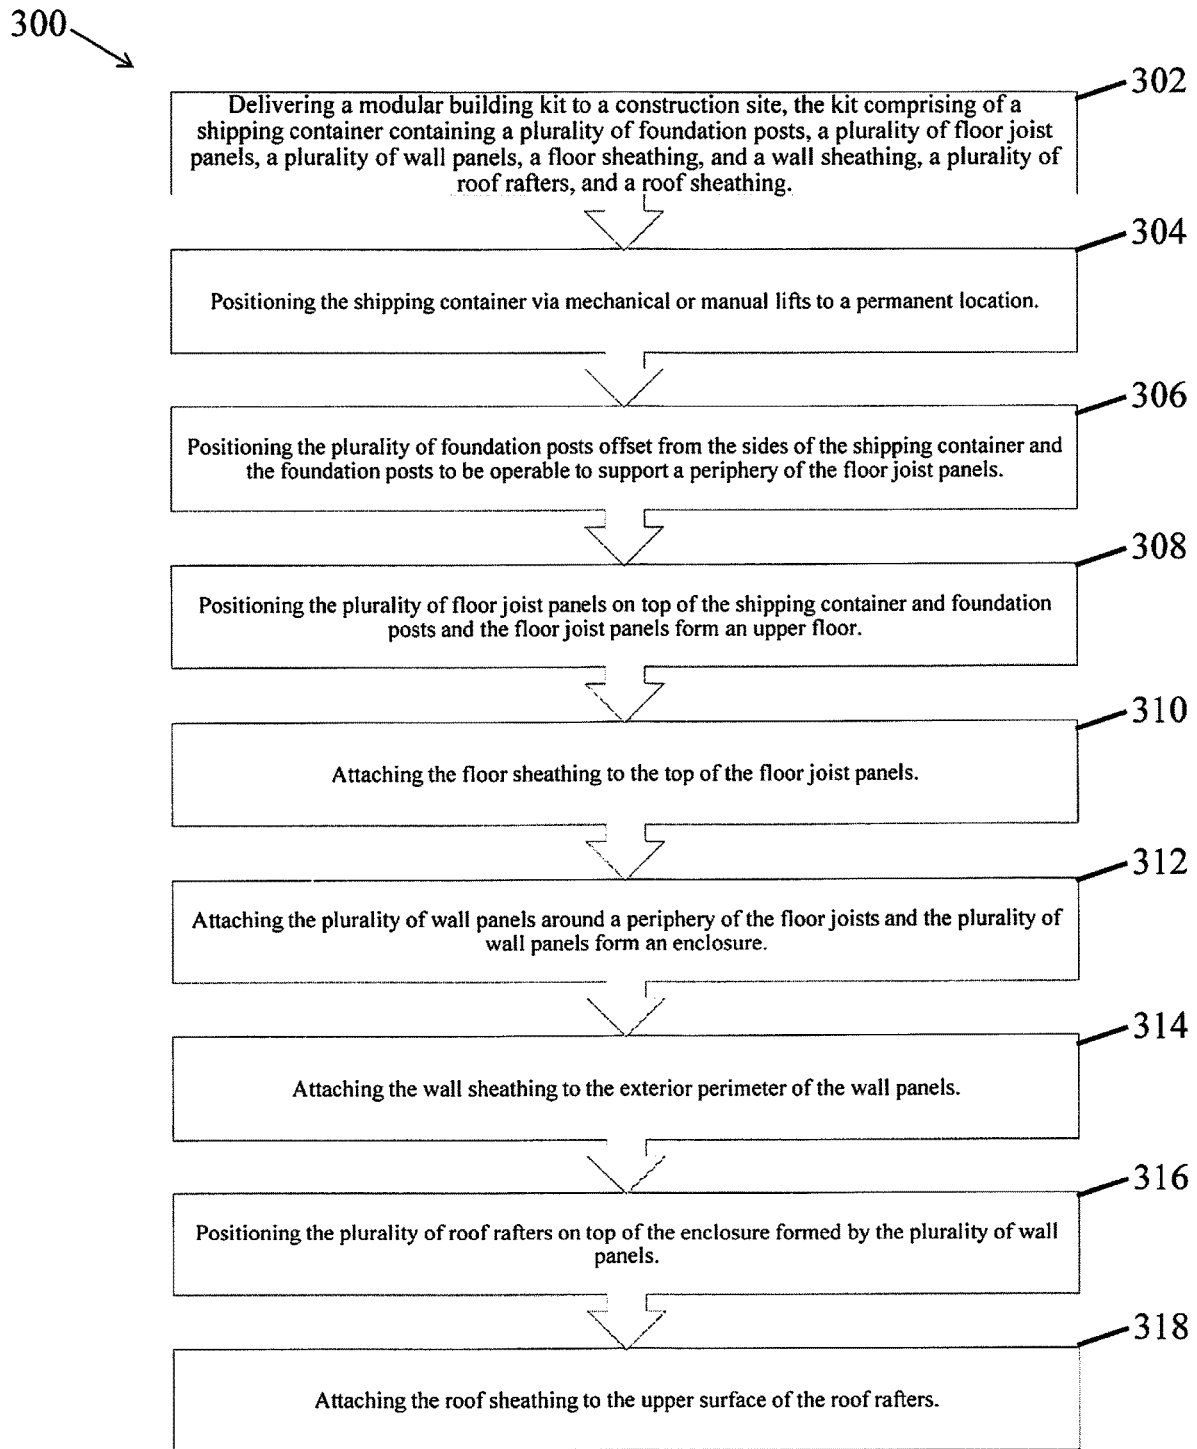 300
302
Delivering a modular building kit to a construction site, the kit comprising of a
shipping container containing a plurality of foundation posts, a plurality of floor joist
panels, a plurality of wall panels, a floor sheathing, and a wall sheathing, a plurality of
roof rafters, and a roof sheathing.
304
Positioning the shipping container via mechanical or manual lifts to a permanent location.
306
Positioning the plurality of foundation posts offset from the sides of the shipping container and
the foundation posts to be operable to support a periphery of the floor joist panels.
308
Positioning the plurality of floor joist panels on top of the shipping container and foundation
posts and the floor joist panels form an upper floor.
310
Attaching the floor sheathing to the top of the floor joist panels.
312
Attaching the plurality of wall panels around a periphery of the floor joists and the plurality of
wall panels form an enclosure.
314
Attaching the wall sheathing to the exterior perimeter of the wall panels.
316
Positioning the plurality of roof rafters on top of the enclosure formed by the plurality of wall
panels.
318
Attaching the roof sheathing to the upper surface of the roof rafters.